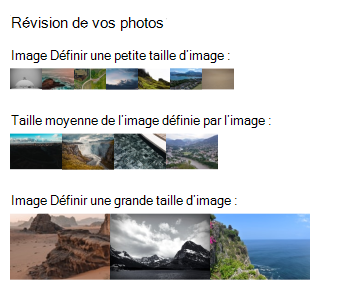 Révision de vos photos
Image Définir une petite taille d'image :
Taille moyenne de l'image définie par l'image :
Image Définir une grande taille d'image :